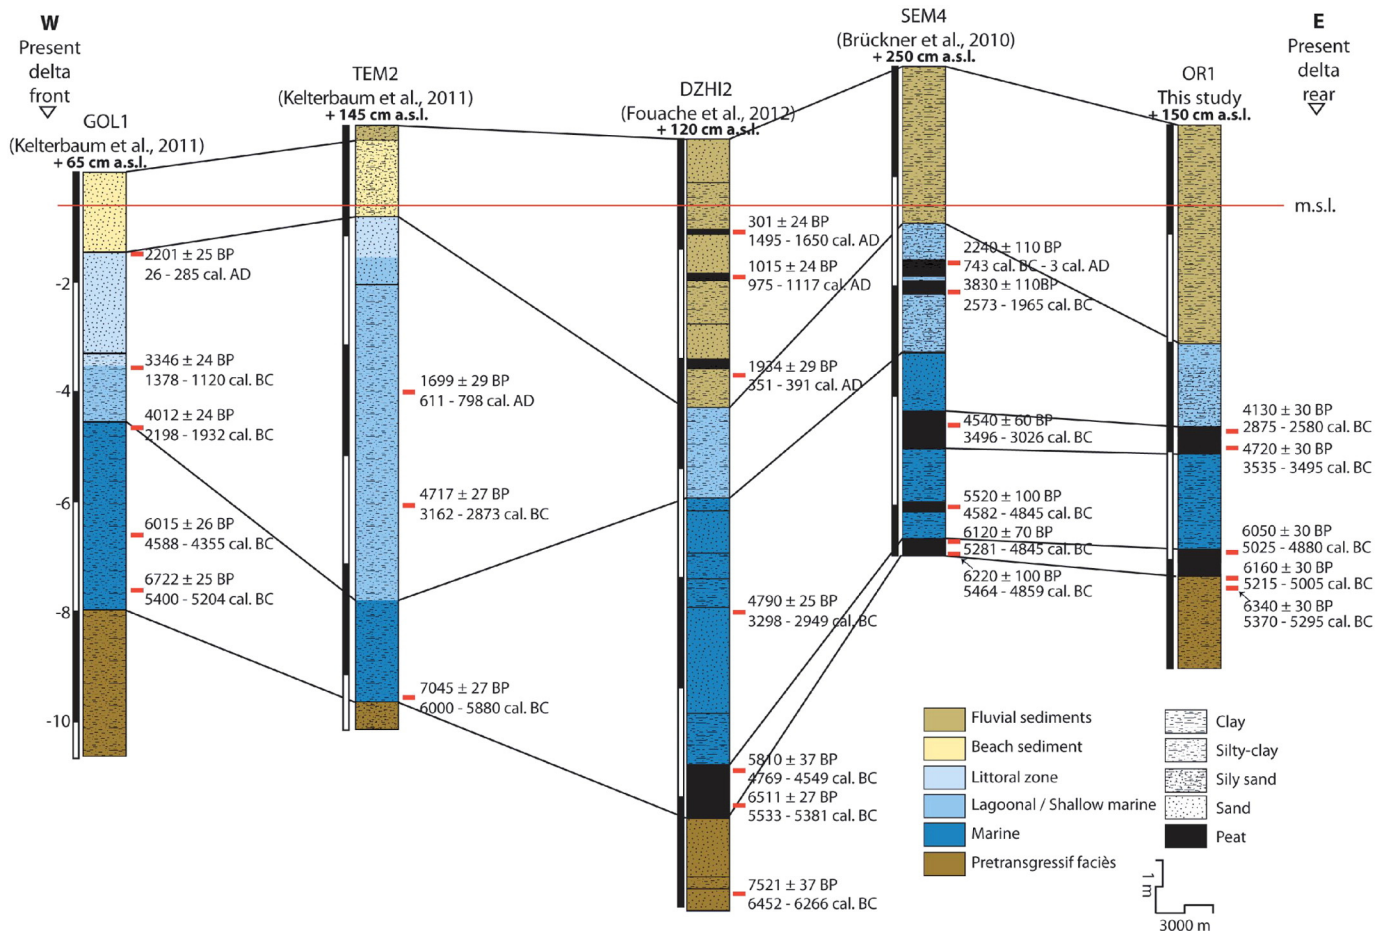 W
Present
delta
front
GOL1
(Kelterbaum et al., 2011)
+ 65 cm a.s.l.
-2
-4
-6
-8
-10
2201 ± 25 BP
26 - 285 cal. AD
3346 ± 24 BP
1378 - 1120 cal. BC
4012 ± 24 BP
2198 - 1932 cal. BC
6015 ± 26 BP
4588 - 4355 cal. BC
6722 ± 25 BP
5400 - 5204 cal. BC
TEM2
(Kelterbaum et al., 2011)
+ 145 cm a.s.l.
1699 ± 29 BP
611 - 798 cal. AD
4717 ± 27 BP
3162 - 2873 cal. BC
7045 ± 27 BP
6000 - 5880 cal. BC
DZHI2
(Fouache et al., 2012)
+ 120 cm a.s.l.
301 ± 24 BP
1495 - 1650 cal. AD
1015 ± 24 BP
975 - 1117 cal. AD
1934 ± 29 BP
351 - 391 cal. AD
4790 ± 25 BP
3298 - 2949 cal. BC
5810 ± 37 BP
4769 - 4549 cal. BC
6511 ± 27 BP
5533 - 5381 cal. BC
7521 ± 37 BP
6452 - 6266 cal. BC
SEM4
(Brückner et al., 2010)
+ 250 cm a.s.l.
2240 ± 110 BP
743 cal. BC - 3 cal. AD
3830 ± 110BP
2573 - 1965 cal. BC
4540 ± 60 BP
3496 - 3026 cal. BC
5520 ± 100 BP
4582 - 4845 cal. BC
6120 ± 70 BP
5281 - 4845 cal. BC
6220 ± 100 BP
5464 - 4859 cal. BC
E
Present
delta
rear
OR1
This study
+ 150 cm a.s.l.
m.s.l.
4130 ± 30 BP
2875 - 2580 cal. BC
4720 ± 30 BP
3535 - 3495 cal. BC
6050 ± 30 BP
5025 - 4880 cal. BC
6160 ± 30 BP
5215 - 5005 cal. BC
6340 ± 30 BP
5370 - 5295 cal. BC
Fluvial sediments
Beach sediment
Littoral zone
Lagoonal / Shallow marine
Marine
Pretransgressif faciès
Clay
Silty-clay
Sily sand
Sand
Peat
1 m
3000 m